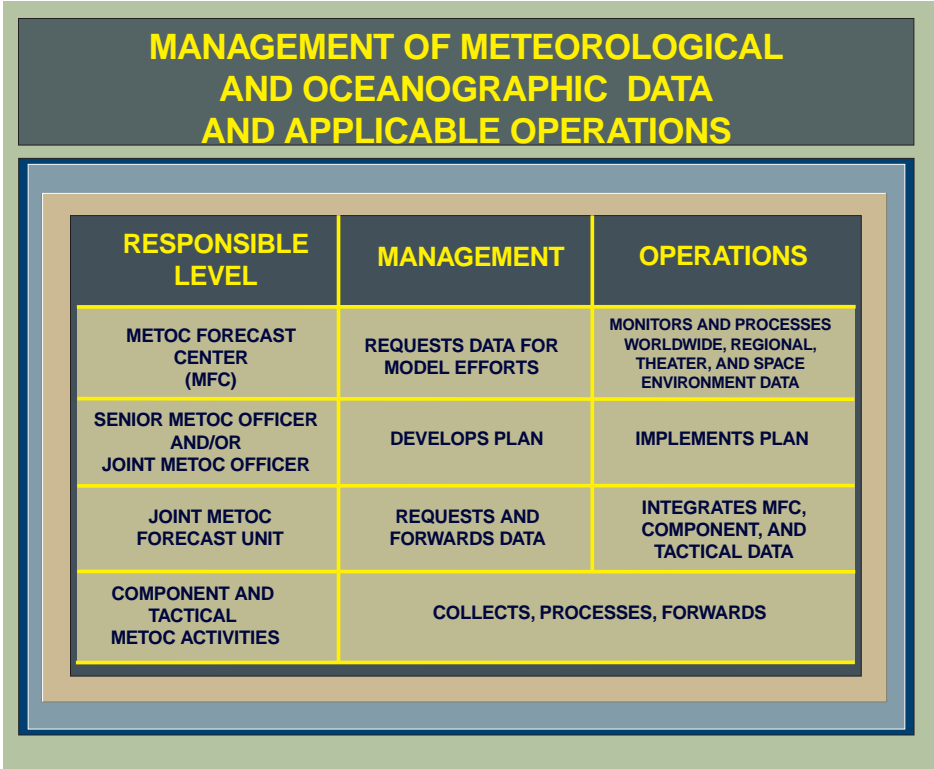 MANAGEMENT OF METEOROLOGICAL
AND OCEANOGRAPHIC DATA
AND APPLICABLE OPERATIONS
RESPONSIBLE
LEVEL
MANAGEMENT
OPERATIONS
METOC FORECAST
CENTER
(MFC)
REQUESTS DATA FOR
MODEL EFFORTS
MONITORS AND PROCESSES
WORLDWIDE, REGIONAL,
THEATER, AND SPACE
ENVIRONMENT DATA
SENIOR METOC OFFICER
AND/OR
JOINT METOC OFFICER
DEVELOPS PLAN
IMPLEMENTS PLAN
JOINT METOC
FORECAST UNIT
REQUESTS AND
FORWARDS DATA
INTEGRATES MFC,
COMPONENT, AND
TACTICAL DATA
COMPONENT AND
TACTICAL
METOC ACTIVITIES
COLLECTS, PROCESSES, FORWARDS